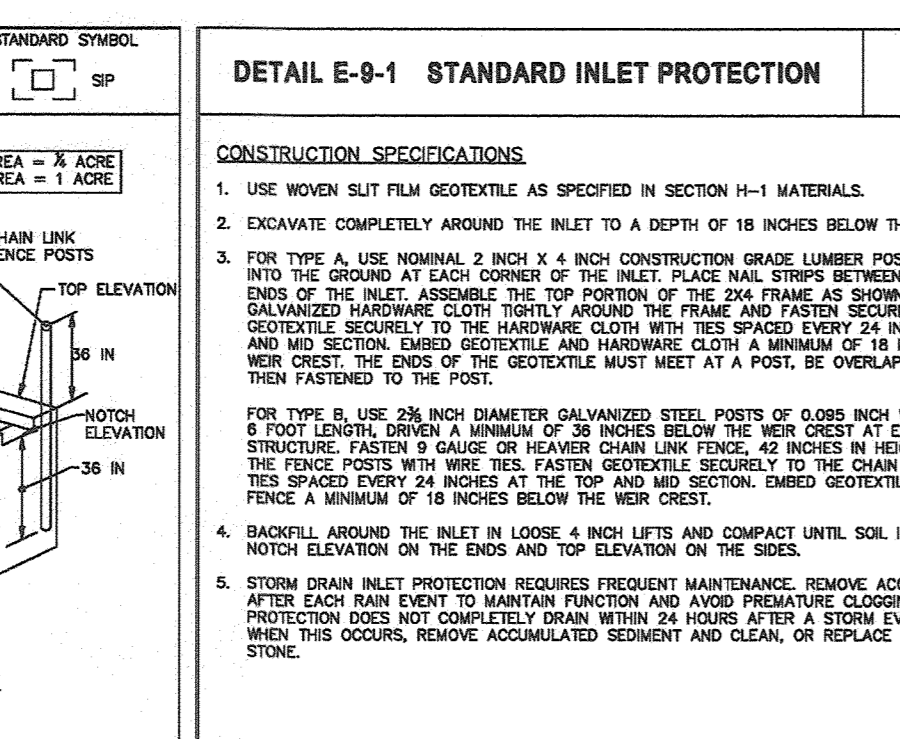 STANDARD SYMBOL
SIP
REA = ¼ ACRE
REA = 1 ACRE
HAIN LINK
ENCE POSTS
TOP ELEVATION
36 IN
NOTCH
ELEVATION
36 IN
DETAIL E-9-1 STANDARD INLET PROTECTION
CONSTRUCTION SPECIFICATIONS
1. USE WOVEN SLIT FILM GEOTEXTILE AS SPECIFIED IN SECTION H-1 MATERIALS.
2. EXCAVATE COMPLETELY AROUND THE INLET TO A DEPTH OF 18 INCHES BELOW TH
3. FOR TYPE A, USE NOMINAL 2 INCH X 4 INCH CONSTRUCTION GRADE LUMBER POS
INTO THE GROUND AT EACH CORNER OF THE INLET. PLACE NAIL STRIPS BETWEEN
ENDS OF THE INLET. ASSEMBLE THE TOP PORTION OF THE 2X4 FRAME AS SHOWN
GALVANIZED HARDWARE CLOTH TIGHTLY AROUND THE FRAME AND FASTEN SECURE
GEOTEXTILE SECURELY TO THE HARDWARE CLOTH WITH TIES SPACED EVERY 24 IN
AND MID SECTION. EMBED GEOTEXTILE AND HARDWARE CLOTH A MINIMUM OF 18 I
WEIR CREST. THE ENDS OF THE GEOTEXTILE MUST MEET AT A POST, BE OVERLAP
THEN FASTENED TO THE POST.
FOR TYPE B, USE 2⅜ INCH DIAMETER GALVANIZED STEEL POSTS OF 0.095 INCH
6 FOOT LENGTH, DRIVEN A MINIMUM OF 36 INCHES BELOW THE WEIR CREST AT E
STRUCTURE. FASTEN 9 GAUGE OR HEAVIER CHAIN LINK FENCE, 42 INCHES IN HEI
THE FENCE POSTS WITH WIRE TIES. FASTEN GEOTEXTILE SECURELY TO THE CHAIN
TIES SPACED EVERY 24 INCHES AT THE TOP AND MID SECTION. EMBED GEOTEXTIL
FENCE A MINIMUM OF 18 INCHES BELOW THE WEIR CREST.
4. BACKFILL AROUND THE INLET IN LOOSE 4 INCH LIFTS AND COMPACT UNTIL SOIL I
NOTCH ELEVATION ON THE ENDS AND TOP ELEVATION ON THE SIDES.
5. STORM DRAIN INLET PROTECTION REQUIRES FREQUENT MAINTENANCE. REMOVE ACC
AFTER EACH RAIN EVENT TO MAINTAIN FUNCTION AND AVOID PREMATURE CLOGGIN
PROTECTION DOES NOT COMPLETELY DRAIN WITHIN 24 HOURS AFTER A STORM EV
WHEN THIS OCCURS, REMOVE ACCUMULATED SEDIMENT AND CLEAN, OR REPLACE
STONE.